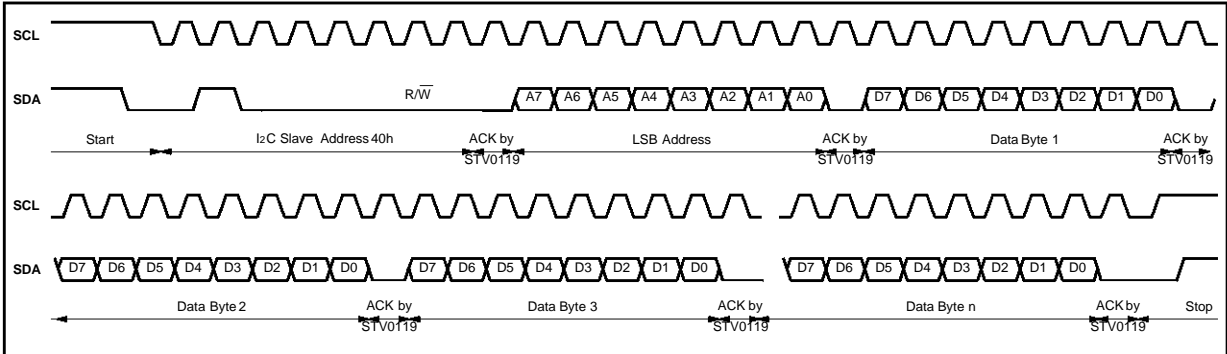 SCL
SDA R/W A7 A6 A5 A4 A3 A2 A1 A0 D7 D6 D5 D4 D3 D2 D1 D0
Start I2C Slave Address 40h ACK by STV0119 LSB Address ACK by STV0119 Data Byte 1 ACK by STV0119
SCL
SDA D7 D6 D5 D4 D3 D2 D1 D0 D7 D6 D5 D4 D3 D2 D1 D0 D7 D6 D5 D4 D3 D2 D1 D0
Data Byte 2 ACK by STV0119 Data Byte 3 ACK by STV0119 Data Byte n ACK by STV0119 Stop